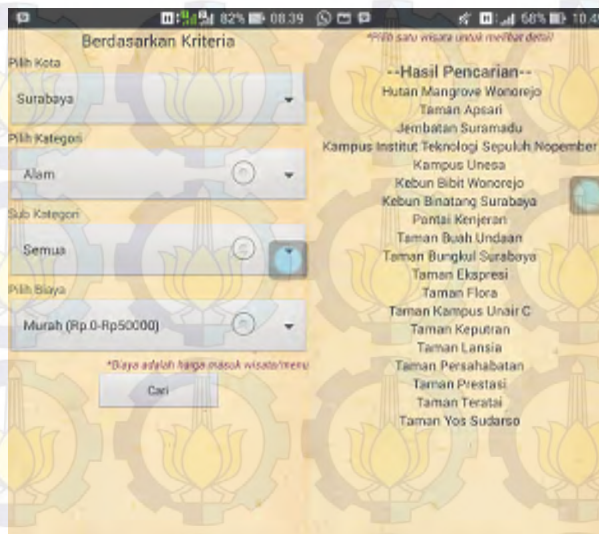 82% 08.39
Berdasarkan Kriteria
Pilih Kota
Surabaya
Pilih Kategori
Alam
Sub Kategori
Semua
Pilih Biaya
Murah (Rp.0-Rp50000)
*Biaya adalah harga masuk wisata/menu
Cari
68% 10.45
*Pilih satu wisata untuk melihat detail
--Hasil Pencarian--
Hutan Mangrove Wonorejo
Taman Apsari
Jembatan Suramadu
Kampus Institut Teknologi Sepuluh Nopember
Kampus Unesa
Kebun Bibit Wonorejo
Kebun Binatang Surabaya
Pantai Kenjeran
Taman Buah Undaan
Taman Bungkul Surabaya
Taman Ekspresi
Taman Flora
Taman Kampus Unair C
Taman Keputran
Taman Lansia
Taman Persahabatan
Taman Prestasi
Taman Teratai
Taman Yos Sudarso